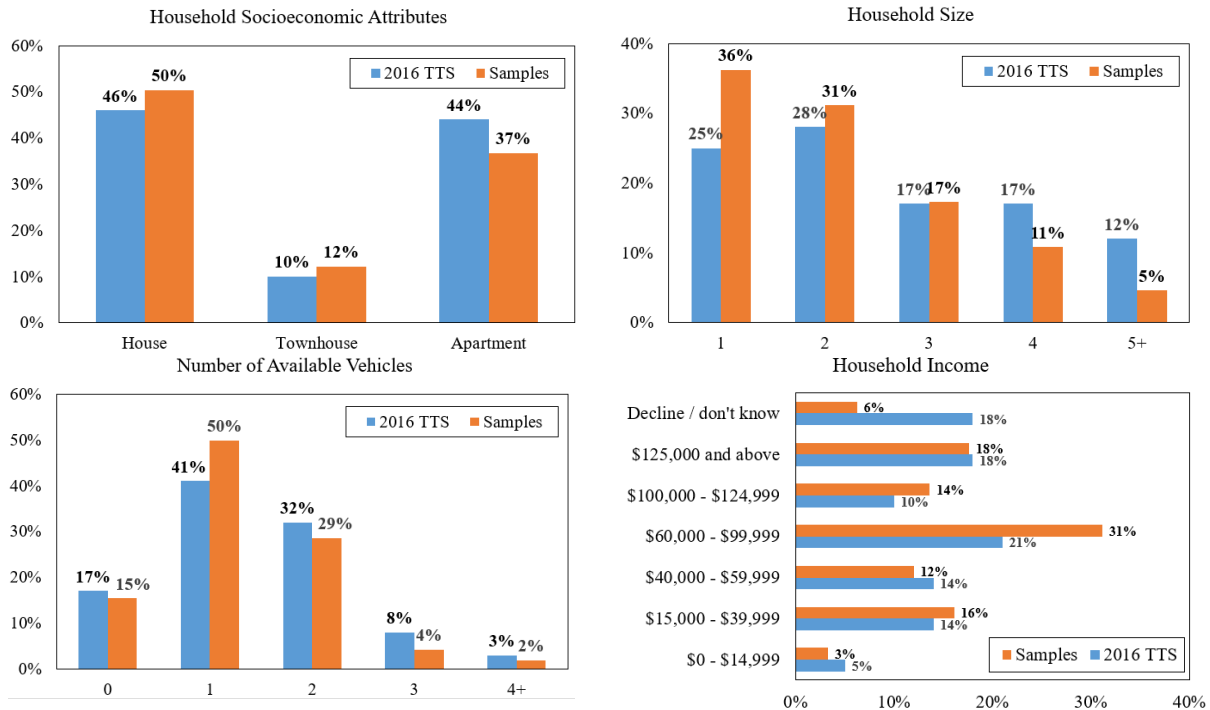 Household Socioeconomic Attributes
60%
50%
40%
30%
20%
10%
0%
2016 TTS Samples
46% 50%
10% 12%
44% 37%
House Townhouse Apartment
Household Size
40%
30%
20%
10%
0%
2016 TTS Samples
25% 36%
28% 31%
17% 17%
17% 11%
12% 5%
1 2 3 4 5+
Number of Available Vehicles
60%
50%
40%
30%
20%
10%
0%
2016 TTS Samples
17% 15%
41% 50%
32% 29%
8% 4%
3% 2%
0 1 2 3 4+
Household Income
Decline / don't know 6% 18%
$125,000 and above 18% 18%
$100,000 - $124,999 14% 10%
$60,000 - $99,999 31% 21%
$40,000 - $59,999 12% 14%
$15,000 - $39,999 16% 14%
$0 - $14,999 3% 5%
Samples 2016 TTS
0% 10% 20% 30% 40%